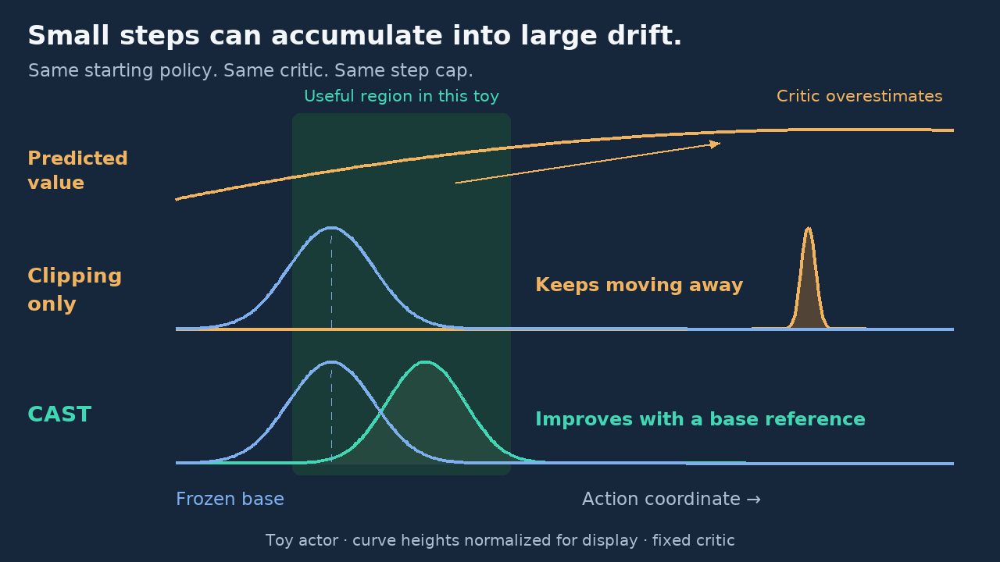 Small steps can accumulate into large drift.
Same starting policy. Same critic. Same step cap.
Useful region in this toy
Critic overestimates
Predicted
value
Clipping
only
Keeps moving away
CAST
Improves with a base reference
Frozen base
Action coordinate →
Toy actor · curve heights normalized for display · fixed critic